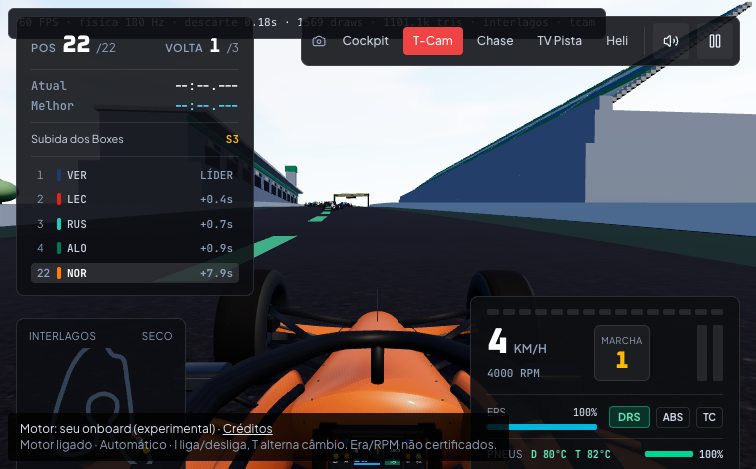 60 FPS · física 180 Hz · descarte 0.18s · 1569 draws · 1101.1k tris · interlagos · tcam
POS 22 /22 VOLTA 1 /3
Cockpit T-Cam Chase TV Pista Heli
Atual --:--.---
Melhor --:--.---
Subida dos Boxes S3
1 VER LÍDER
2 LEC +0.4s
3 RUS +0.7s
4 ALO +0.9s
22 NOR +7.9s
INTERLAGOS SECO
4 KM/H
MARCHA
1
4000 RPM
ERS 100%
DRS ABS TC
Motor: seu onboard (experimental) · Créditos
Motor ligado · Automático · I liga/desliga, T alterna câmbio. Era/RPM não certificados.
PNEUS D 80°C T 82°C 100%